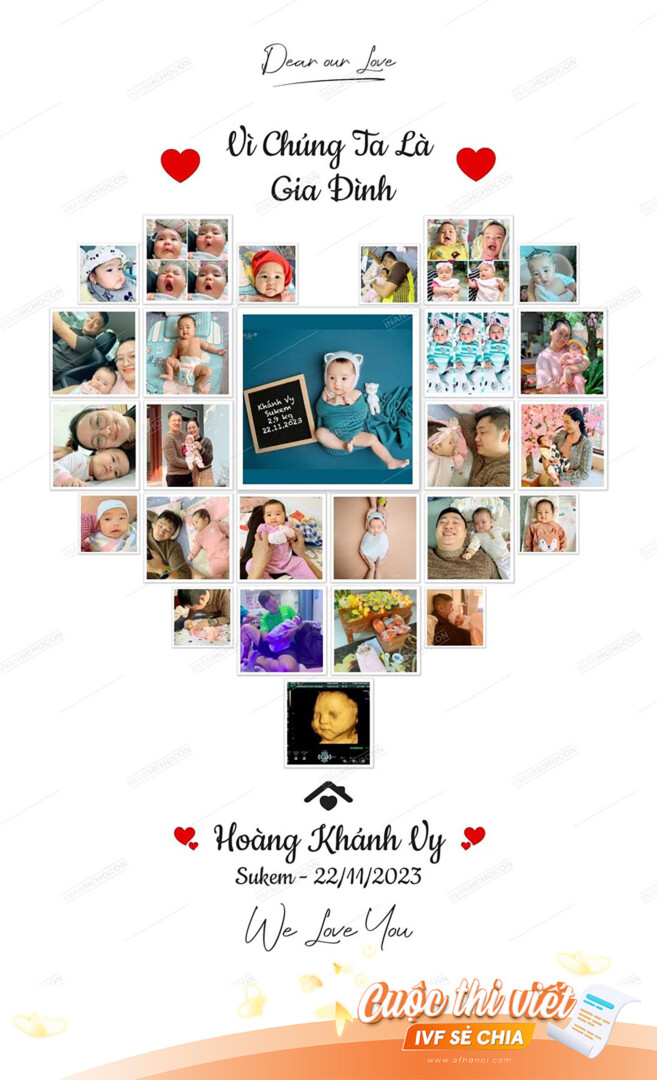 Dear our Love
Vì Chúng Ta Là
Gia Đình
Khánh Vy
Sukem
2.9 kg
22.11.2023
Hoàng Khánh Vy
Sukem - 22/11/2023
We Love You
Cuộc thi viết
IVF SẺ CHIA
www.afhanoi.com